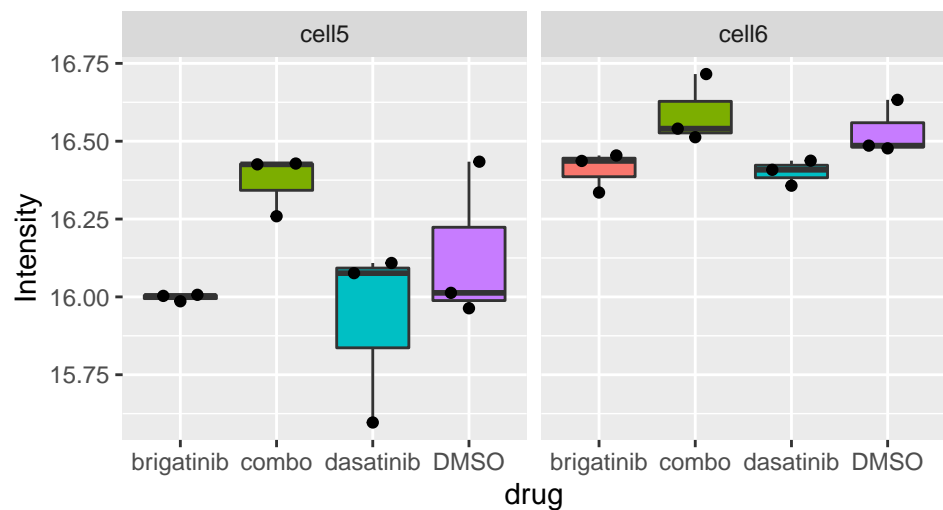 cell5 cell6
16.75
16.50
16.25
16.00
15.75
Intensity
brigatinib combo dasatinib DMSO brigatinib combo dasatinib DMSO
drug